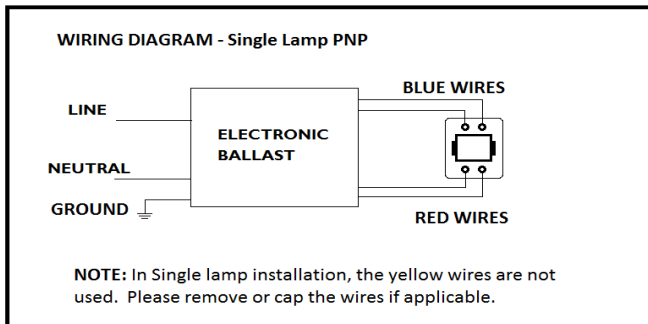 WIRING DIAGRAM - Single Lamp PNP
BLUE WIRES
LINE
ELECTRONIC
BALLAST
NEUTRAL
GROUND
RED WIRES
NOTE: In Single lamp installation, the yellow wires are not
used. Please remove or cap the wires if applicable.